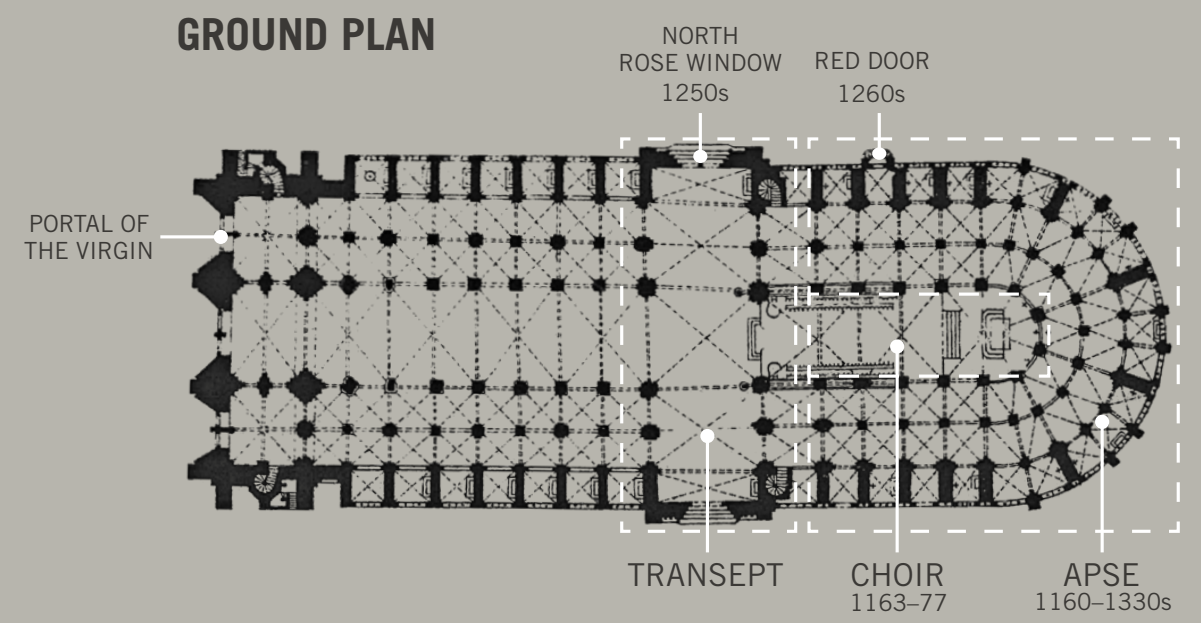 GROUND PLAN
NORTH
ROSE WINDOW
1250s
RED DOOR
1260s
PORTAL OF
THE VIRGIN
TRANSEPT
CHOIR
1163–77
APSE
1160–1330s